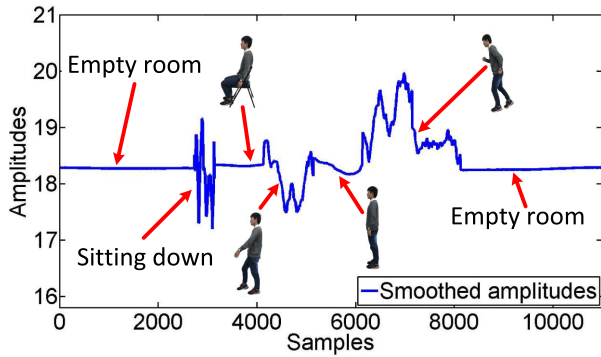 21
20
19
18
17
16
Amplitudes
Empty room
Sitting down
Empty room
Smoothed amplitudes
0 2000 4000 6000 8000 10000
Samples